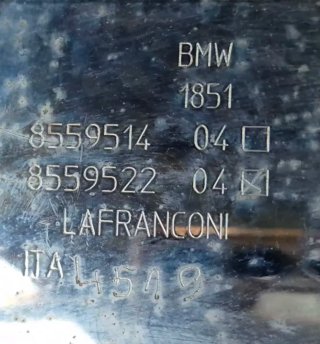 BMW
1851
8559514 04 ☐
8559522 04 ☒
LAFRANCONI
ITA 4519